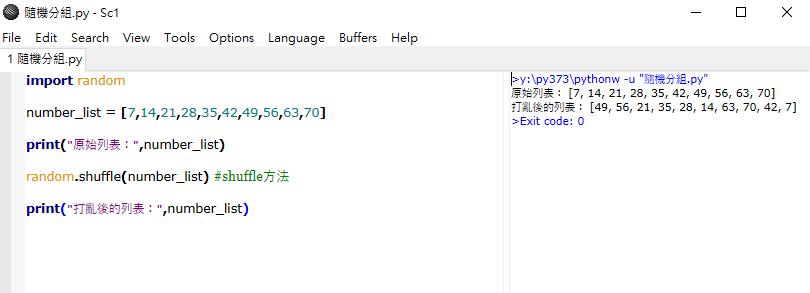 隨機分組.py - Sc1
File Edit Search View Tools Options Language Buffers Help
1 隨機分組.py
import random
number_list = [7,14,21,28,35,42,49,56,63,70]
print("原始列表：",number_list)
random.shuffle(number_list) #shuffle方法
print("打亂後的列表：",number_list)
>y:\py373\pythonw -u "隨機分組.py"
原始列表： [7, 14, 21, 28, 35, 42, 49, 56, 63, 70]
打亂後的列表： [49, 56, 21, 35, 28, 14, 63, 70, 42, 7]
>Exit code: 0